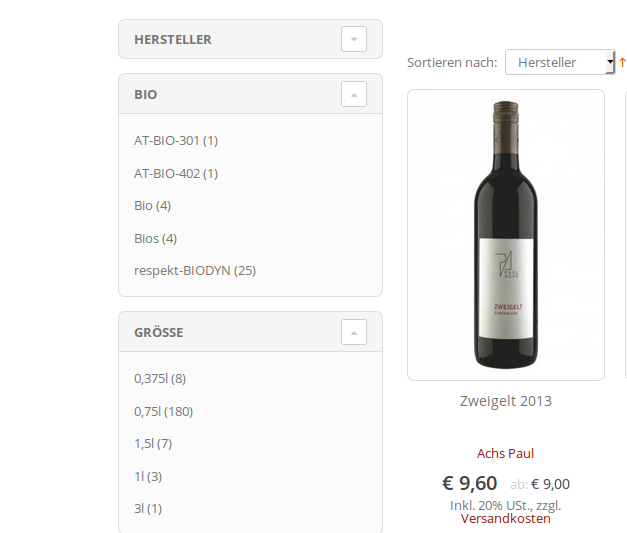 HERSTELLER
BIO
AT-BIO-301 (1)
AT-BIO-402 (1)
Bio (4)
Bios (4)
respekt-BIODYN (25)
GRÖSSE
0,375l (8)
0,75l (180)
1,5l (7)
1l (3)
3l (1)
Sortieren nach: Hersteller
PAUL
ACHS
ZWEIGELT
Zweigelt 2013
Achs Paul
€ 9,60 ab: € 9,00
Inkl. 20% USt., zzgl.
Versandkosten